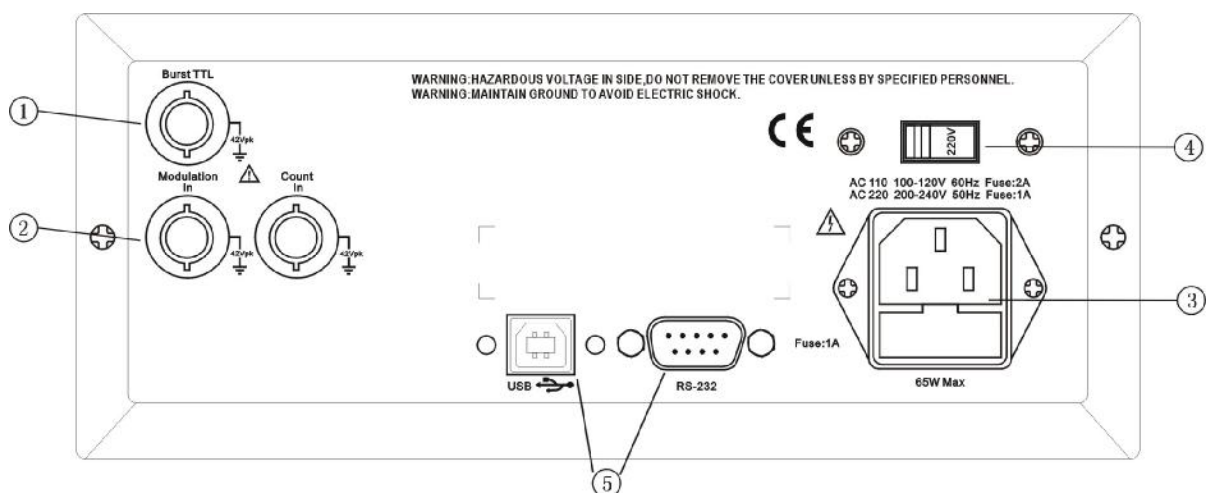 WARNING:HAZARDOUS VOLTAGE IN SIDE,DO NOT REMOVE THE COVER UNLESS BY SPECIFIED PERSONNEL.
WARNING:MAINTAIN GROUND TO AVOID ELECTRIC SHOCK.
Burst TTL
1
42Vpk
CE
220V
4
Modulation
In
Count
In
AC 110 100-120V 60Hz Fuse:2A
AC 220 200-240V 50Hz Fuse:1A
2
42Vpk
42Vpk
3
Fuse:1A
USB
RS-232
65W Max
5